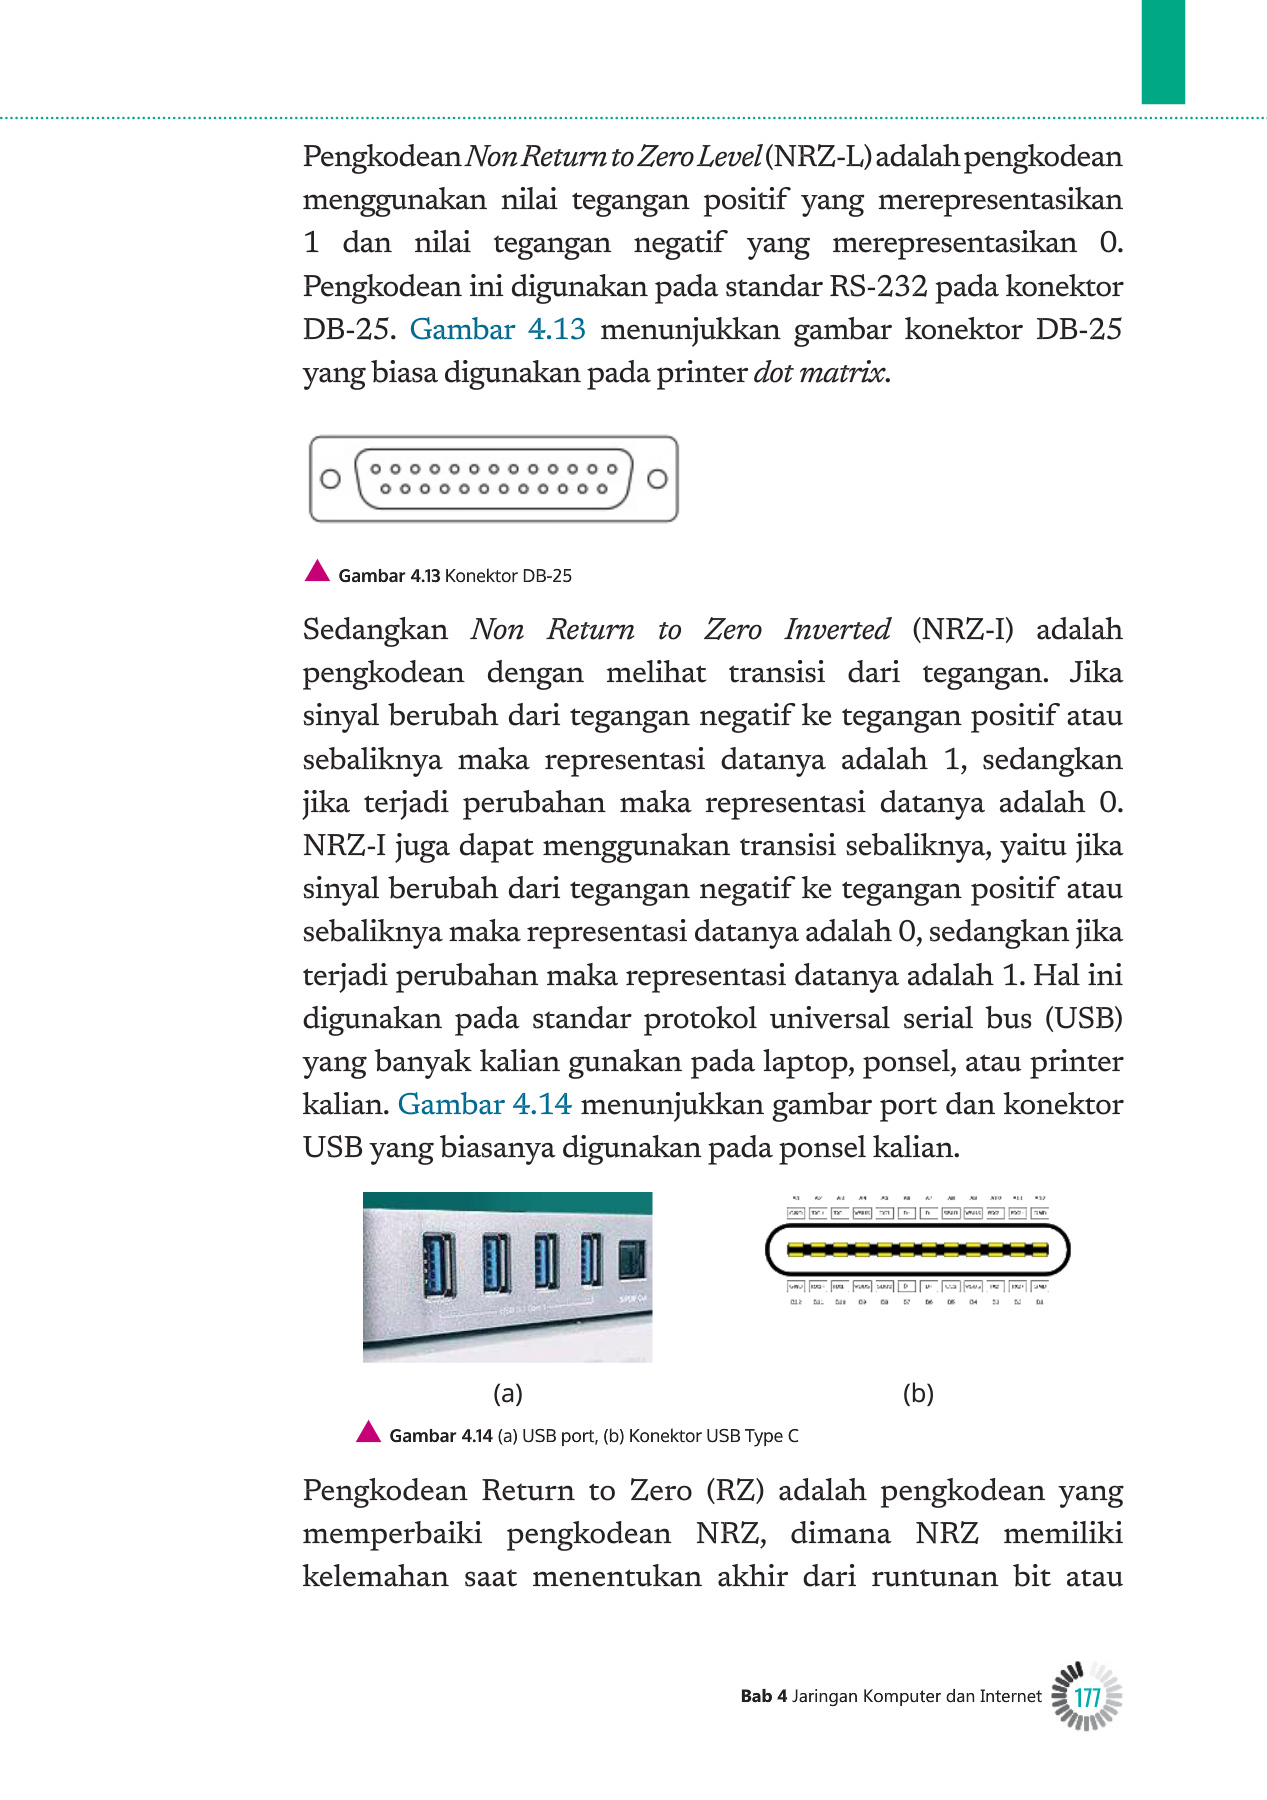 Pengkodean Non Return to Zero Level (NRZ-L) adalah pengkodean
menggunakan nilai tegangan positif yang merepresentasikan
1 dan nilai tegangan negatif yang merepresentasikan 0.
Pengkodean ini digunakan pada standar RS-232 pada konektor
DB-25. Gambar 4.13 menunjukkan gambar konektor DB-25
yang biasa digunakan pada printer dot matrix.
Gambar 4.13 Konektor DB-25
Sedangkan Non Return to Zero Inverted (NRZ-I) adalah
pengkodean dengan melihat transisi dari tegangan. Jika
sinyal berubah dari tegangan negatif ke tegangan positif atau
sebaliknya maka representasi datanya adalah 1, sedangkan
jika terjadi perubahan maka representasi datanya adalah 0.
NRZ-I juga dapat menggunakan transisi sebaliknya, yaitu jika
sinyal berubah dari tegangan negatif ke tegangan positif atau
sebaliknya maka representasi datanya adalah 0, sedangkan jika
terjadi perubahan maka representasi datanya adalah 1. Hal ini
digunakan pada standar protokol universal serial bus (USB)
yang banyak kalian gunakan pada laptop, ponsel, atau printer
kalian. Gambar 4.14 menunjukkan gambar port dan konektor
USB yang biasanya digunakan pada ponsel kalian.
(a) (b)
Gambar 4.14 (a) USB port, (b) Konektor USB Type C
Pengkodean Return to Zero (RZ) adalah pengkodean yang
memperbaiki pengkodean NRZ, dimana NRZ memiliki
kelemahan saat menentukan akhir dari runtunan bit atau
Bab 4 Jaringan Komputer dan Internet 177